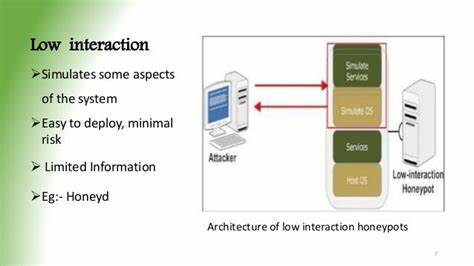 Low interaction
➢Simulates some aspects
of the system
➢Easy to deploy, minimal
risk
➢ Limited Information
➢Eg:- Honeyd
Simulate
Services
Simulate OS
Attacker
Services
Host OS
Low-interaction
Honeypot
Architecture of low interaction honeypots
7